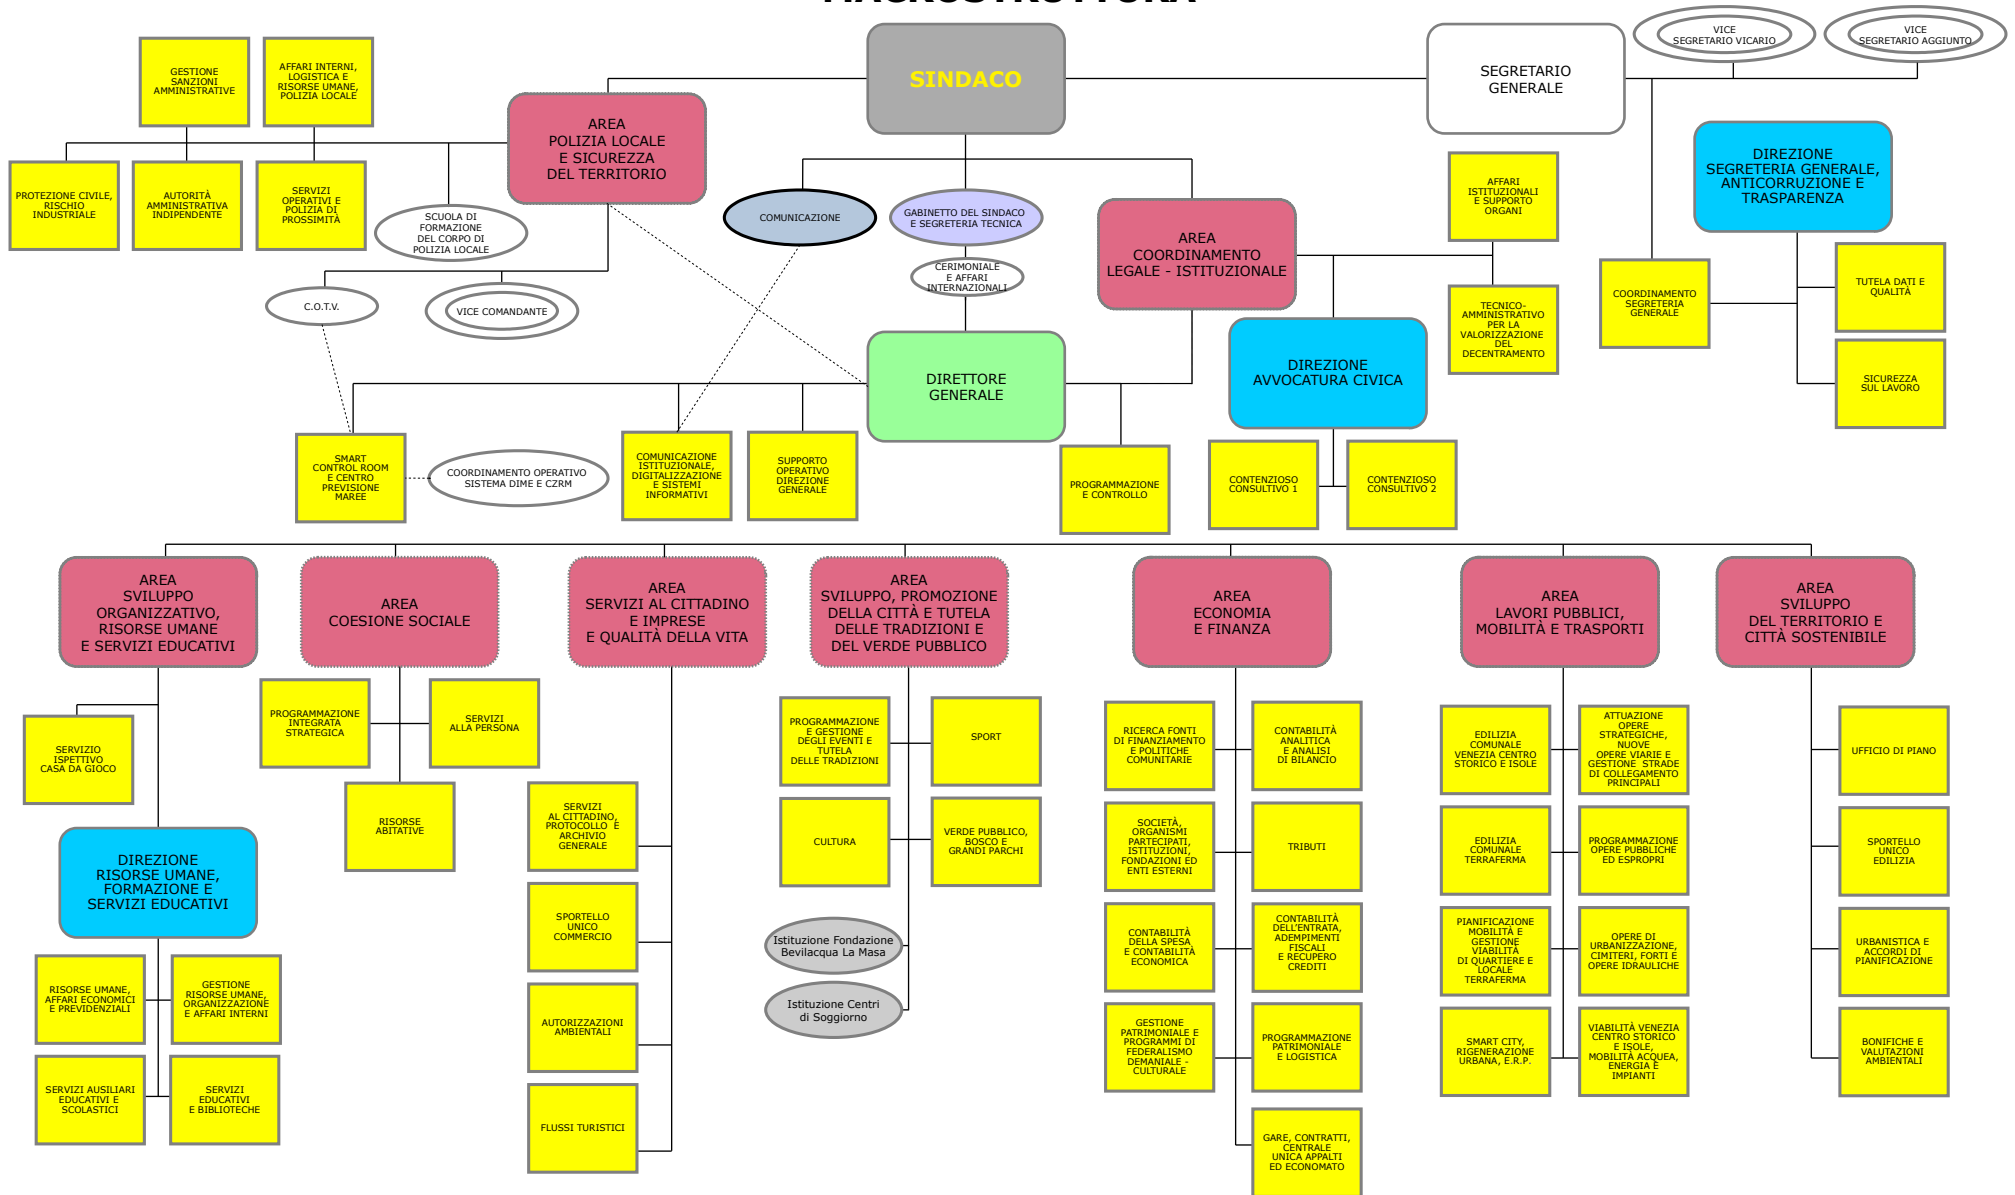 MACROSTRUTTURA
VICE
SEGRETARIO VICARIO
VICE
SEGRETARIO AGGIUNTO
SINDACO
SEGRETARIO
GENERALE
GESTIONE
SANZIONI
AMMINISTRATIVE
AFFARI INTERNI,
LOGISTICA E
RISORSE UMANE,
POLIZIA LOCALE
AREA
POLIZIA LOCALE
E SICUREZZA
DEL TERRITORIO
DIREZIONE
SEGRETERIA GENERALE,
ANTICORRUZIONE E
TRASPARENZA
PROTEZIONE CIVILE,
RISCHIO
INDUSTRIALE
AUTORITÀ
AMMINISTRATIVA
INDIPENDENTE
SERVIZI
OPERATIVI E
POLIZIA DI
PROSSIMITÀ
SCUOLA DI
FORMAZIONE
DEL CORPO DI
POLIZIA LOCALE
COMUNICAZIONE
GABINETTO DEL SINDACO
E SEGRETERIA TECNICA
CERIMONIALE
E AFFARI
INTERNAZIONALI
AREA
COORDINAMENTO
LEGALE - ISTITUZIONALE
AFFARI
ISTITUZIONALI
E SUPPORTO
ORGANI
TECNICO-
AMMINISTRATIVO
PER LA
VALORIZZAZIONE
DEL
DECENTRAMENTO
COORDINAMENTO
SEGRETERIA
GENERALE
TUTELA DATI E
QUALITÀ
SICUREZZA
SUL LAVORO
C.O.T.V.
VICE COMANDANTE
DIRETTORE
GENERALE
DIREZIONE
AVVOCATURA CIVICA
SMART
CONTROL ROOM
E CENTRO
PREVISIONE
MAREE
COORDINAMENTO OPERATIVO
SISTEMA DIME E CZRM
COMUNICAZIONE
ISTITUZIONALE,
DIGITALIZZAZIONE
E SISTEMI
INFORMATIVI
SUPPORTO
OPERATIVO
DIREZIONE
GENERALE
PROGRAMMAZIONE
E CONTROLLO
CONTENZIOSO
CONSULTIVO 1
CONTENZIOSO
CONSULTIVO 2
AREA
SVILUPPO
ORGANIZZATIVO,
RISORSE UMANE
E SERVIZI EDUCATIVI
AREA
COESIONE SOCIALE
AREA
SERVIZI AL CITTADINO
E IMPRESE
E QUALITÀ DELLA VITA
AREA
SVILUPPO, PROMOZIONE
DELLA CITTÀ E TUTELA
DELLE TRADIZIONI E
DEL VERDE PUBBLICO
AREA
ECONOMIA
E FINANZA
AREA
LAVORI PUBBLICI,
MOBILITÀ E TRASPORTI
AREA
SVILUPPO
DEL TERRITORIO E
CITTÀ SOSTENIBILE
SERVIZIO
ISPETTIVO
CASA DA GIOCO
DIREZIONE
RISORSE UMANE,
FORMAZIONE E
SERVIZI EDUCATIVI
RISORSE UMANE,
AFFARI ECONOMICI
E PREVIDENZIALI
GESTIONE
RISORSE UMANE,
ORGANIZZAZIONE
E AFFARI INTERNI
SERVIZI AUSILIARI
EDUCATIVI E
SCOLASTICI
SERVIZI
EDUCATIVI
E BIBLIOTECHE
PROGRAMMAZIONE
INTEGRATA
STRATEGICA
SERVIZI
ALLA PERSONA
RISORSE
ABITATIVE
SERVIZI
AL CITTADINO,
PROTOCOLLO E
ARCHIVIO
GENERALE
SPORTELLO
UNICO
COMMERCIO
AUTORIZZAZIONI
AMBIENTALI
FLUSSI TURISTICI
PROGRAMMAZIONE
E GESTIONE
DEGLI EVENTI E
TUTELA
DELLE TRADIZIONI
SPORT
CULTURA
VERDE PUBBLICO,
BOSCO E
GRANDI PARCHI
Istituzione Fondazione
Bevilacqua La Masa
Istituzione Centri
di Soggiorno
RICERCA FONTI
DI FINANZIAMENTO
E POLITICHE
COMUNITARIE
CONTABILITÀ
ANALITICA
E ANALISI
DI BILANCIO
SOCIETÀ,
ORGANISMI
PARTECIPATI,
ISTITUZIONI,
FONDAZIONI ED
ENTI ESTERNI
TRIBUTI
CONTABILITÀ
DELLA SPESA
E CONTABILITÀ
ECONOMICA
CONTABILITÀ
DELL'ENTRATA,
ADEMPIMENTI
FISCALI
E RECUPERO
CREDITI
GESTIONE
PATRIMONIALE E
PROGRAMMI DI
FEDERALISMO
DEMANIALE -
CULTURALE
PROGRAMMAZIONE
PATRIMONIALE
E LOGISTICA
GARE, CONTRATTI,
CENTRALE
UNICA APPALTI
ED ECONOMATO
EDILIZIA
COMUNALE
VENEZIA CENTRO
STORICO E ISOLE
ATTUAZIONE
OPERE
STRATEGICHE,
NUOVE
OPERE VIARIE E
GESTIONE STRADE
DI COLLEGAMENTO
PRINCIPALI
EDILIZIA
COMUNALE
TERRAFERMA
PROGRAMMAZIONE
OPERE PUBBLICHE
ED ESPROPRI
PIANIFICAZIONE
MOBILITÀ E
GESTIONE
VIABILITÀ
DI QUARTIERE E
LOCALE
TERRAFERMA
OPERE DI
URBANIZZAZIONE,
CIMITERI, FORTI E
OPERE IDRAULICHE
SMART CITY,
RIGENERAZIONE
URBANA, E.R.P.
VIABILITÀ VENEZIA
CENTRO STORICO
E ISOLE,
MOBILITÀ ACQUEA,
ENERGIA E
IMPIANTI
UFFICIO DI PIANO
SPORTELLO
UNICO
EDILIZIA
URBANISTICA E
ACCORDI DI
PIANIFICAZIONE
BONIFICHE E
VALUTAZIONI
AMBIENTALI